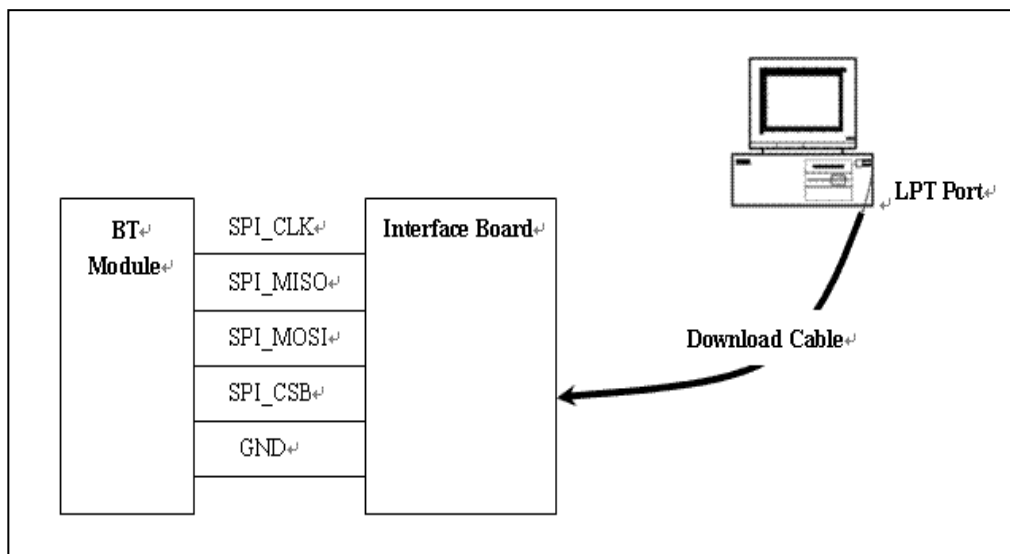 BT↵
Module↵
SPI_CLK↵
SPI_MISO↵
SPI_MOSI↵
SPI_CSB↵
GND↵
Interface Board↵
↵ LPT Port↵
Download Cable↵